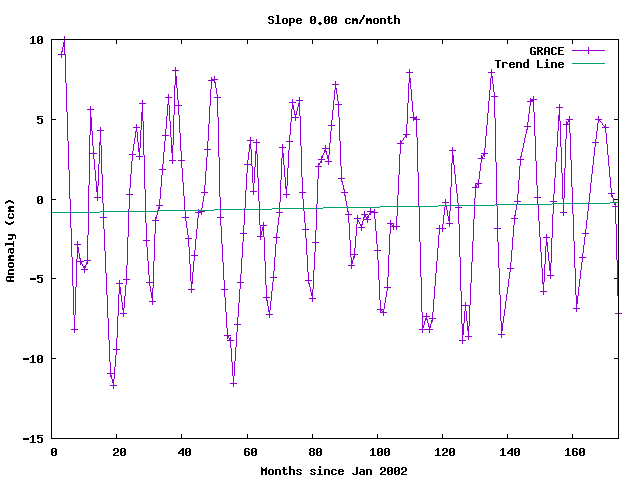 Slope 0.00 cm/month
GRACE
Trend Line
10
5
0
-5
-10
-15
Anomaly (cm)
0 20 40 60 80 100 120 140 160
Months since Jan 2002